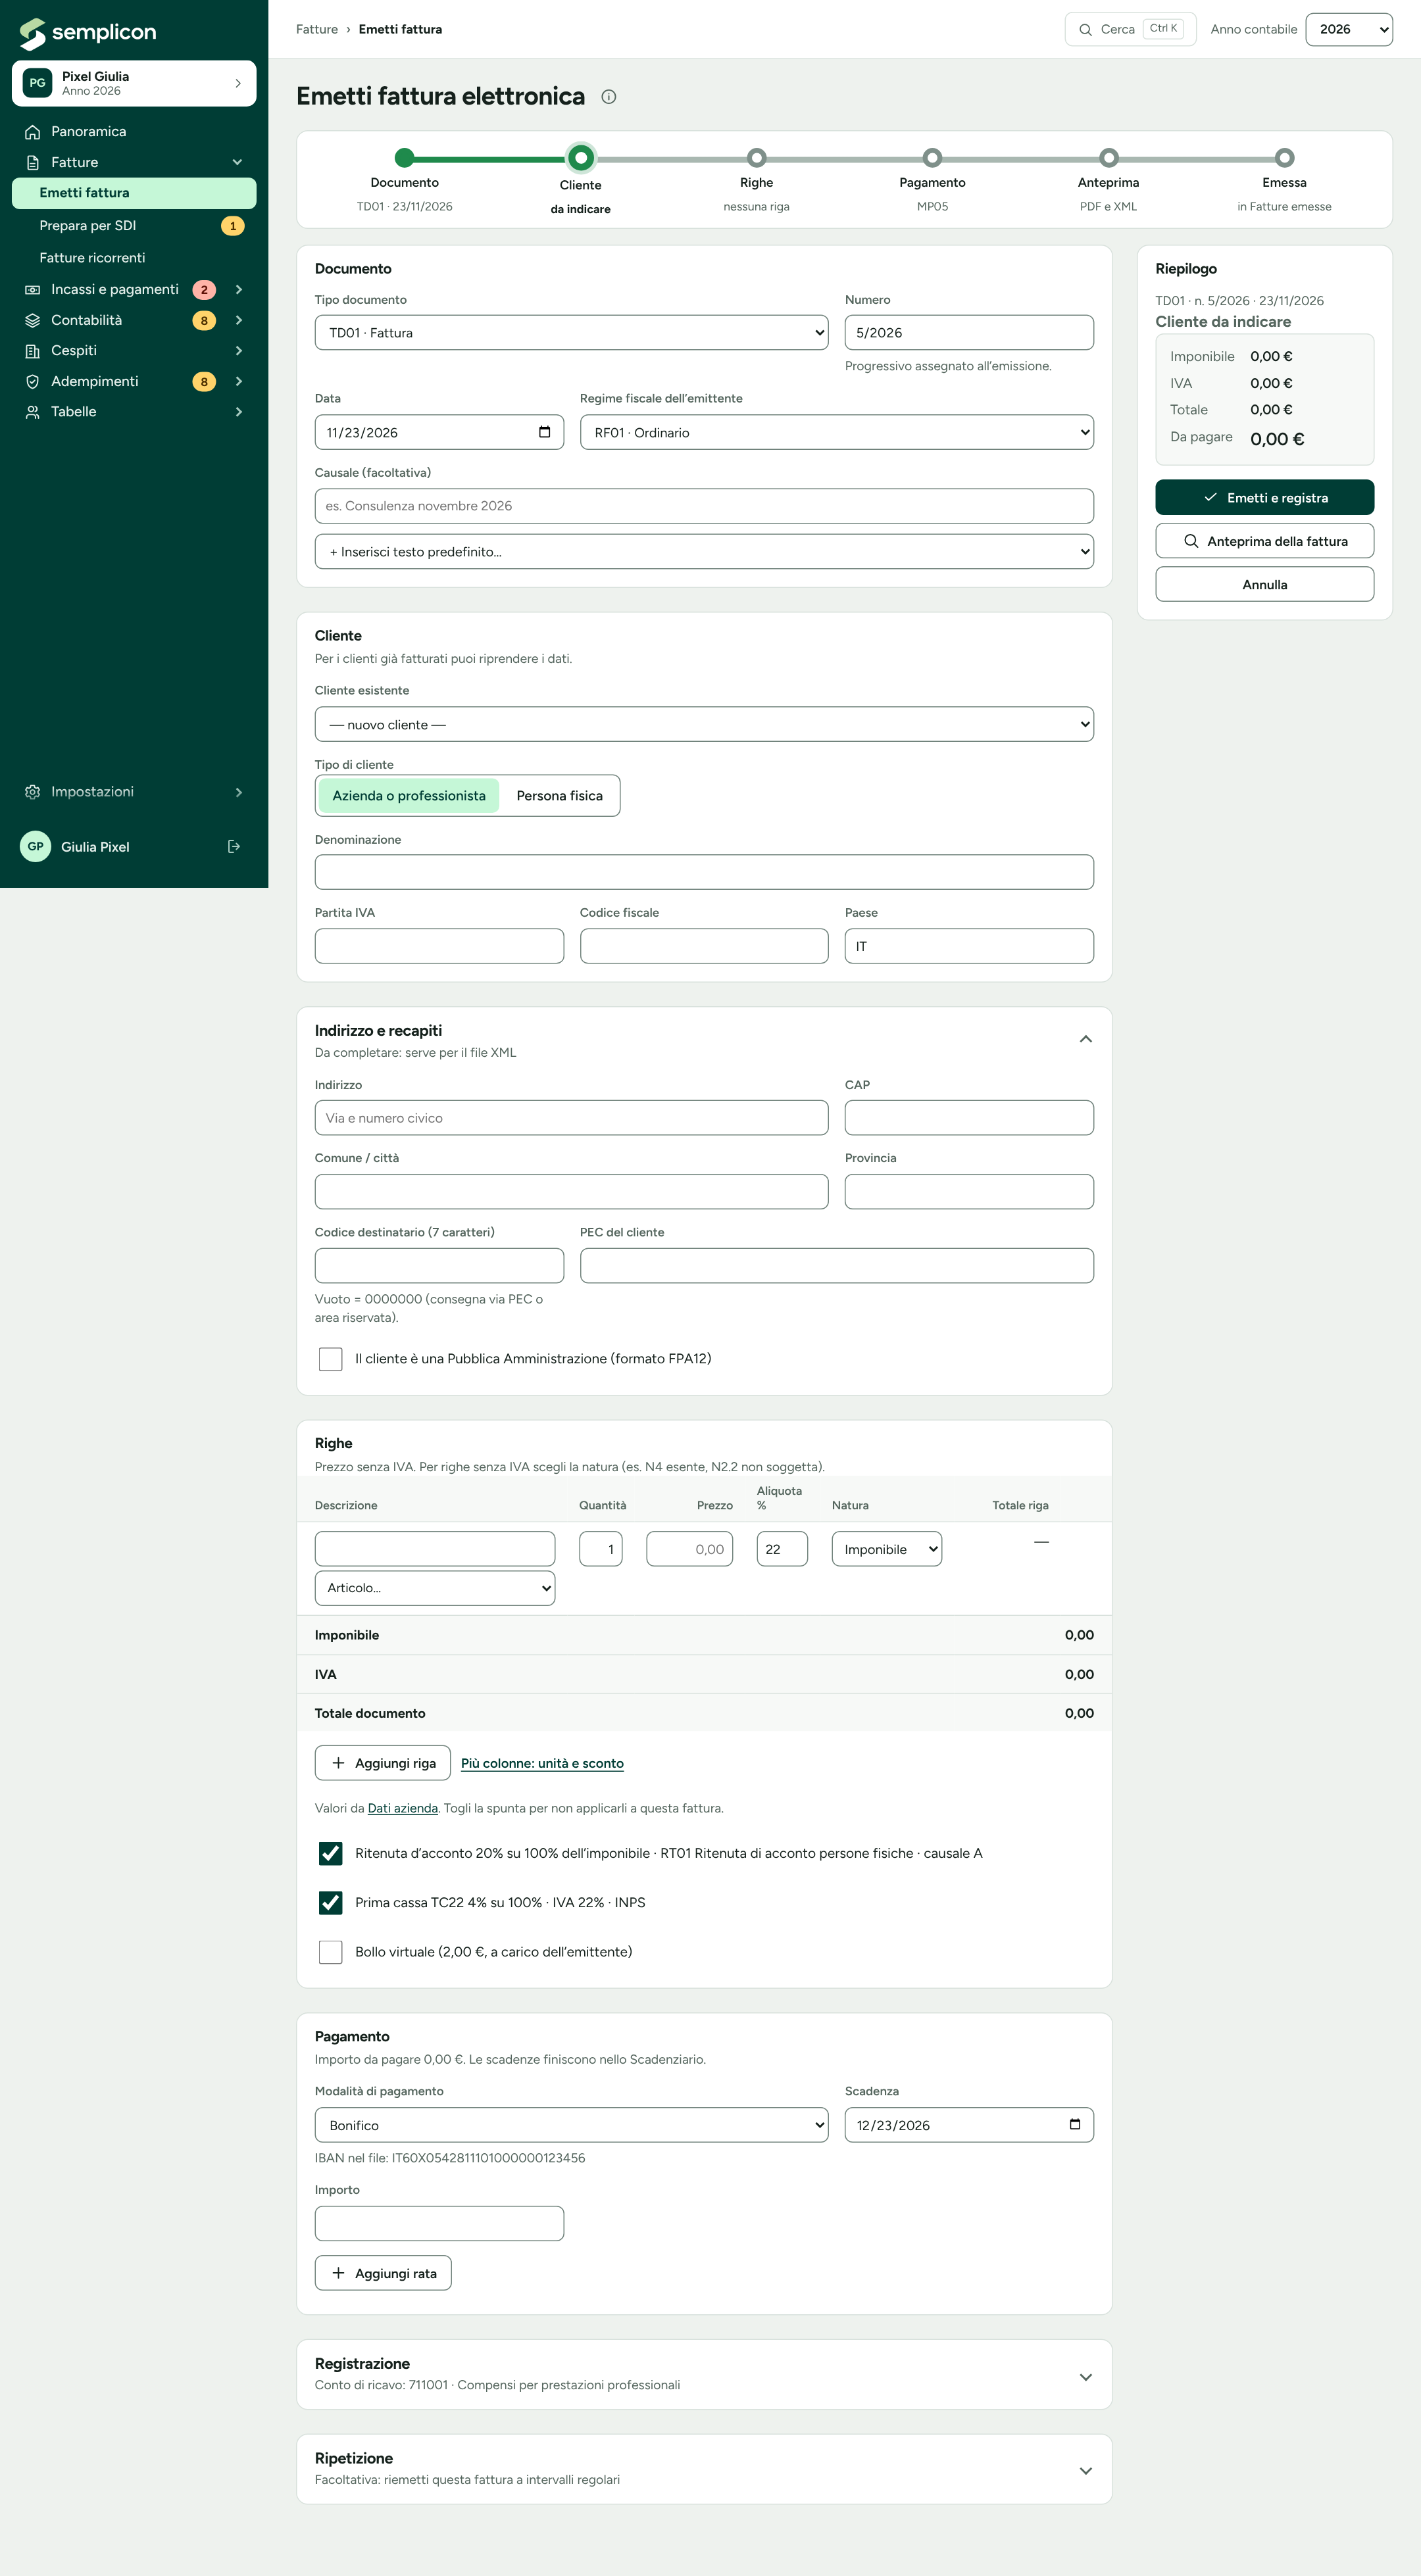 semplicon
PG
Pixel Giulia
Anno 2026
Panoramica
Fatture
Emetti fattura
Prepara per SDI 1
Fatture ricorrenti
Incassi e pagamenti 2
Contabilità 8
Cespiti
Adempimenti 8
Tabelle
Impostazioni
GP Giulia Pixel
Fatture › Emetti fattura
Cerca Ctrl K
Anno contabile 2026
Emetti fattura elettronica
Documento
TD01 · 23/11/2026
Cliente
da indicare
Righe
nessuna riga
Pagamento
MP05
Anteprima
PDF e XML
Emessa
in Fatture emesse
Documento
Tipo documento
TD01 · Fattura
Numero
5/2026
Progressivo assegnato all’emissione.
Data
11/23/2026
Regime fiscale dell’emittente
RF01 · Ordinario
Causale (facoltativa)
es. Consulenza novembre 2026
+ Inserisci testo predefinito…
Riepilogo
TD01 · n. 5/2026 · 23/11/2026
Cliente da indicare
Imponibile 0,00 €
IVA 0,00 €
Totale 0,00 €
Da pagare 0,00 €
Emetti e registra
Anteprima della fattura
Annulla
Cliente
Per i clienti già fatturati puoi riprendere i dati.
Cliente esistente
— nuovo cliente —
Tipo di cliente
Azienda o professionista
Persona fisica
Denominazione
Partita IVA
Codice fiscale
Paese
IT
Indirizzo e recapiti
Da completare: serve per il file XML
Indirizzo
Via e numero civico
CAP
Comune / città
Provincia
Codice destinatario (7 caratteri)
PEC del cliente
Vuoto = 0000000 (consegna via PEC o
area riservata).
Il cliente è una Pubblica Amministrazione (formato FPA12)
Righe
Prezzo senza IVA. Per righe senza IVA scegli la natura (es. N4 esente, N2.2 non soggetta).
Descrizione
Quantità
Prezzo
Aliquota
%
Natura
Totale riga
1
0,00
22
Imponibile
—
Articolo…
Imponibile 0,00
IVA 0,00
Totale documento 0,00
Aggiungi riga
Più colonne: unità e sconto
Valori da Dati azienda. Togli la spunta per non applicarli a questa fattura.
Ritenuta d’acconto 20% su 100% dell’imponibile · RT01 Ritenuta di acconto persone fisiche · causale A
Prima cassa TC22 4% su 100% · IVA 22% · INPS
Bollo virtuale (2,00 €, a carico dell’emittente)
Pagamento
Importo da pagare 0,00 €. Le scadenze finiscono nello Scadenziario.
Modalità di pagamento
Bonifico
Scadenza
12/23/2026
IBAN nel file: IT60X0542811101000000123456
Importo
Aggiungi rata
Registrazione
Conto di ricavo: 711001 · Compensi per prestazioni professionali
Ripetizione
Facoltativa: riemetti questa fattura a intervalli regolari